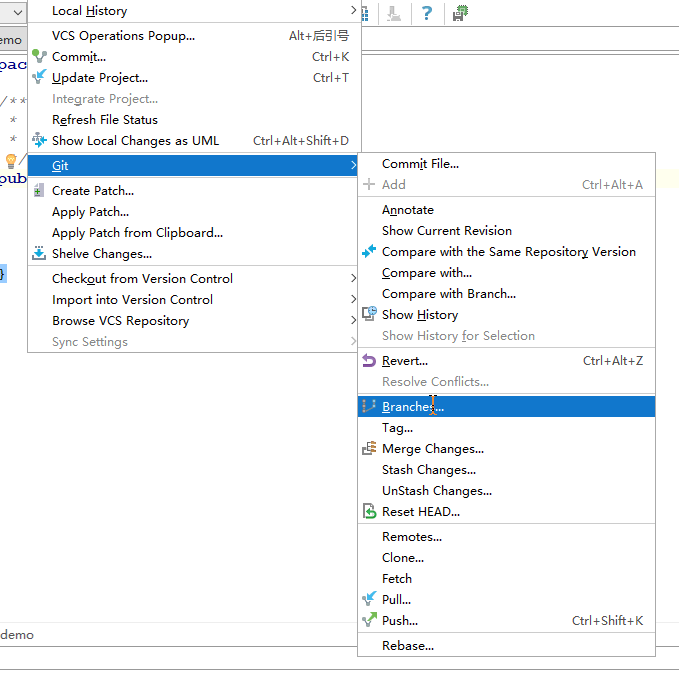 Local History
VCS Operations Popup... Alt+后引号
Commit... Ctrl+K
Update Project... Ctrl+T
Integrate Project...
Refresh File Status
Show Local Changes as UML Ctrl+Alt+Shift+D
Git
Create Patch...
Apply Patch...
Apply Patch from Clipboard...
Shelve Changes...
Checkout from Version Control
Import into Version Control
Browse VCS Repository
Sync Settings
Commit File...
Add Ctrl+Alt+A
Annotate
Show Current Revision
Compare with the Same Repository Version
Compare with...
Compare with Branch...
Show History
Show History for Selection
Revert... Ctrl+Alt+Z
Resolve Conflicts...
Branches...
Tag...
Merge Changes...
Stash Changes...
UnStash Changes...
Reset HEAD...
Remotes...
Clone...
Fetch
Pull...
Push... Ctrl+Shift+K
Rebase...
emo
pac
/**
*
*
/
pub
}
demo